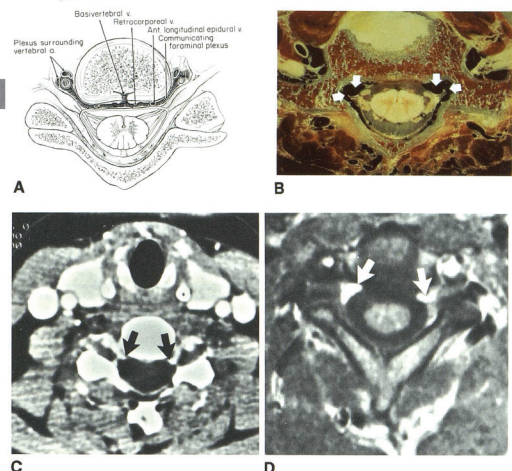 Basivertebral v.
Retrocorporeal v.
Ant. longitudinal epidural v.
Communicating
foraminal plexus
Plexus surrounding
vertebral a.
A
B
C
D